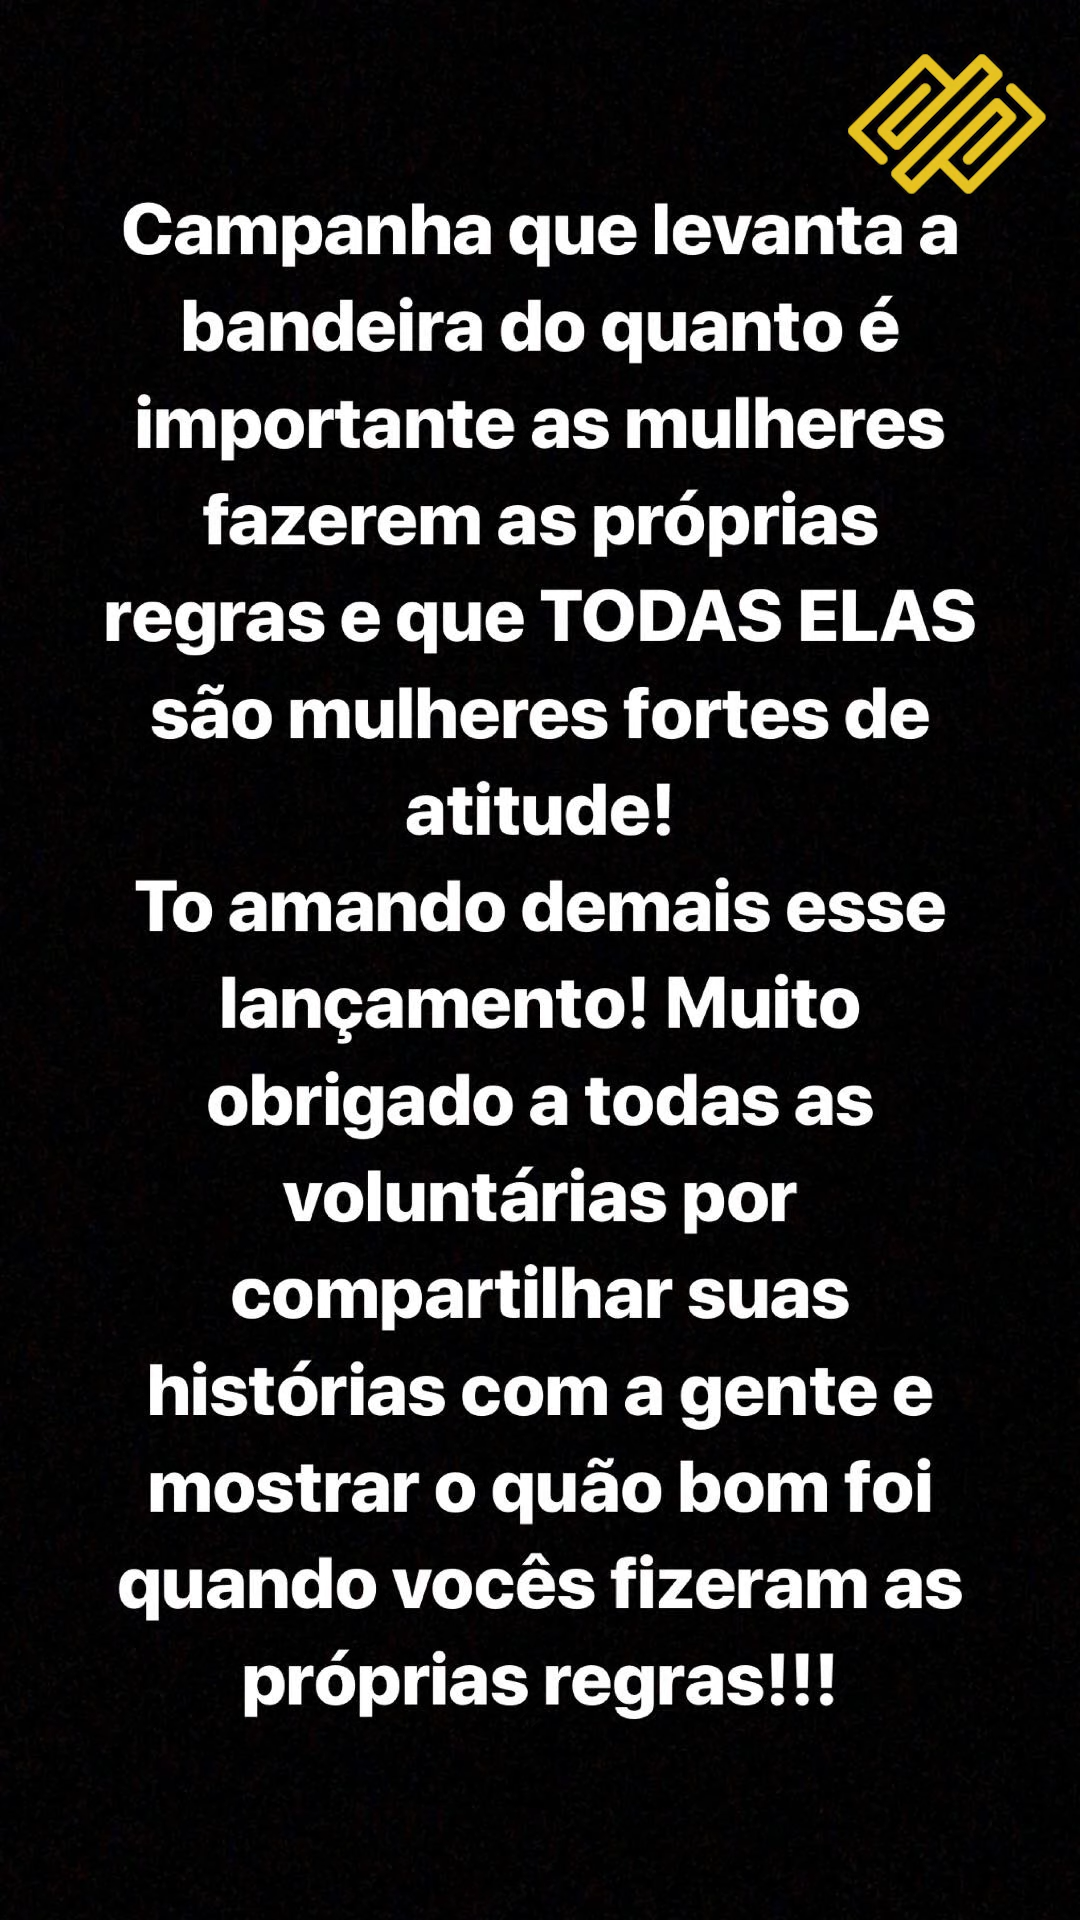 Campanha que levanta a
bandeira do quanto é
importante as mulheres
fazerem as próprias
regras e que TODAS ELAS
são mulheres fortes de
atitude!
To amando demais esse
lançamento! Muito
obrigado a todas as
voluntárias por
compartilhar suas
histórias com a gente e
mostrar o quão bom foi
quando vocês fizeram as
próprias regras!!!